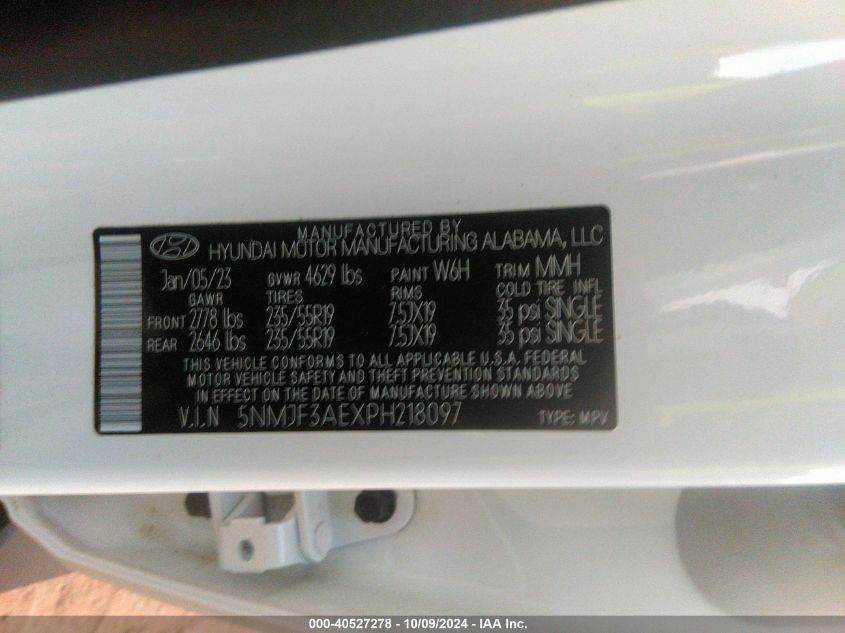 MANUFACTURED BY
HYUNDAI MOTOR MANUFACTURING ALABAMA, LLC
Jan/05/23 GVWR 4629 lbs PAINT W6H TRIM MMH
GAWR TIRES RIMS COLD TIRE INFL
FRONT 2778 lbs 235/55R19 7.5JX19 35 psi SINGLE
REAR 2646 lbs 235/55R19 7.5JX19 35 psi SINGLE
THIS VEHICLE CONFORMS TO ALL APPLICABLE U.S.A. FEDERAL
MOTOR VEHICLE SAFETY AND THEFT PREVENTION STANDARDS
IN EFFECT ON THE DATE OF MANUFACTURE SHOWN ABOVE
V.I.N 5NMJF3AEXPH218097 TYPE: MPV
000-40527278 - 10/09/2024 - IAA Inc.